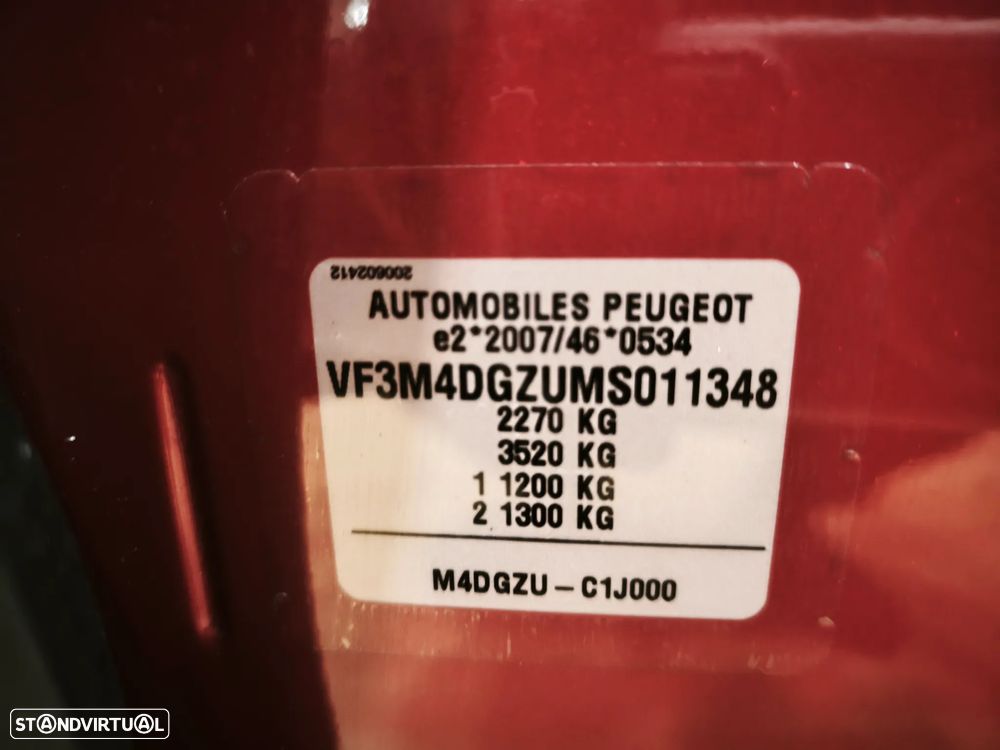 200602412
AUTOMOBILES PEUGEOT
e2*2007/46*0534
VF3M4DGZUMS011348
2270 KG
3520 KG
1 1200 KG
2 1300 KG
M4DGZU – C1J000
STANDVIRTUAL